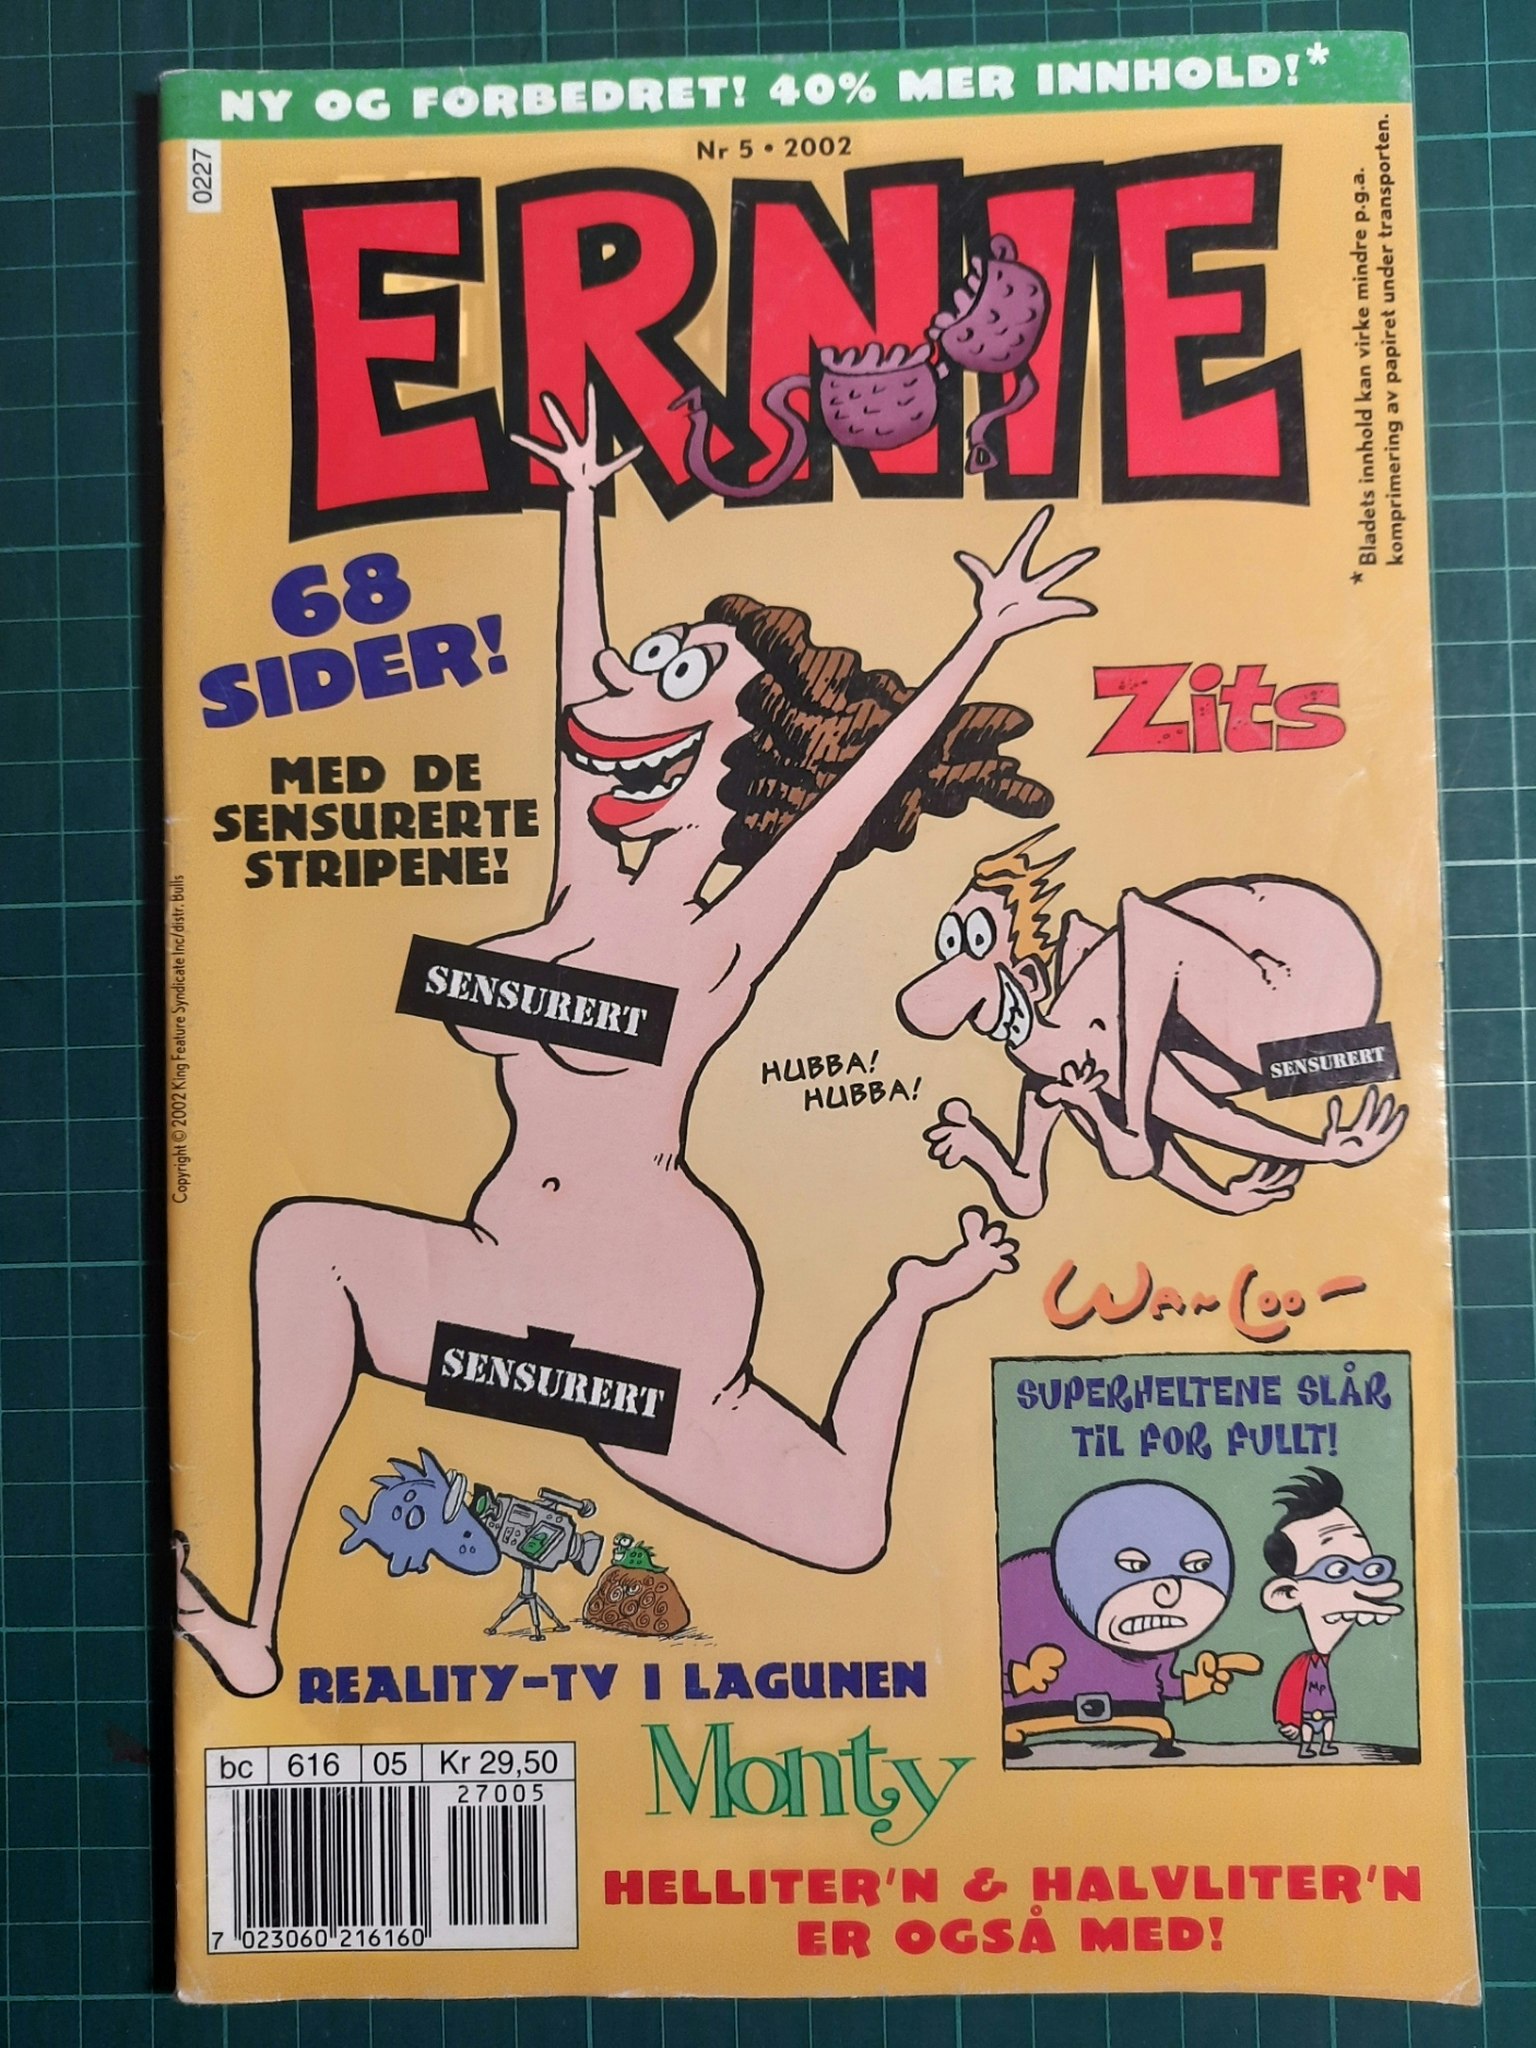 NY OG FORBEDRET! 40% MER INNHOLD!*
0227
Nr 5 • 2002
ERNIE
* Bladets innhold kan virke mindre p.g.a.
komprimering av papiret under transporten.
68
SIDER!
MED DE
SENSURERTE
STRIPENE!
Zits
Copyright © 2002 King Feature Syndicate Inc/distr. Bulls
SENSURERT
HUBBA!
HUBBA!
SENSURERT
SENSURERT
WANLOO
SUPERHELTENE SLÅR
TIL FOR FULLT!
MP
REALITY-TV I LAGUNEN
Monty
bc 616 05 Kr 29,50
27005
7 023060 216160
HELLITER'N & HALVLITER'N
ER OGSÅ MED!